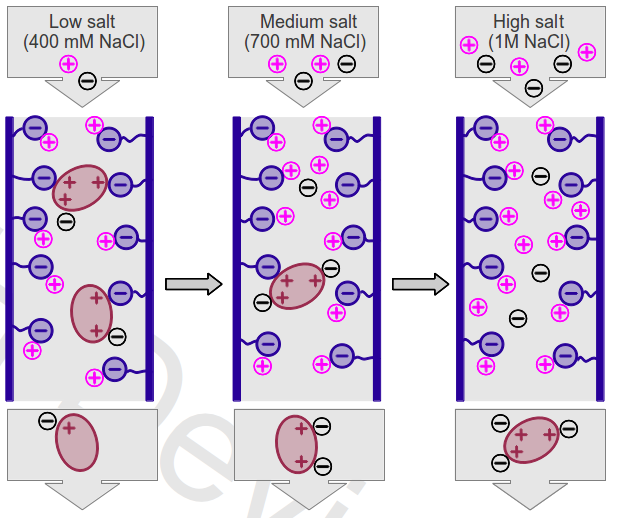 Low salt
(400 mM NaCl)
Medium salt
(700 mM NaCl)
High salt
(1M NaCl)